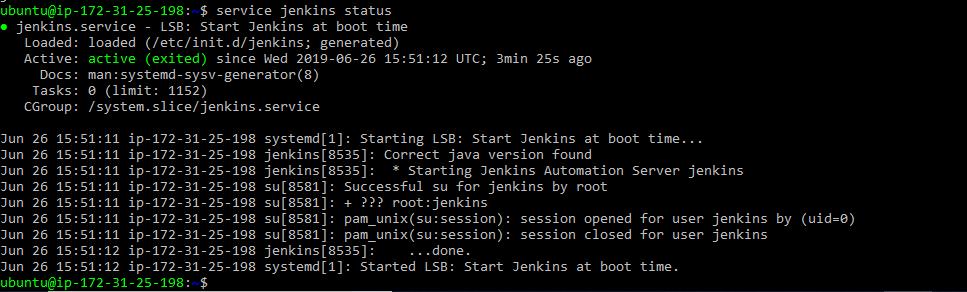 ubuntu@ip-172-31-25-198:~$ service jenkins status
● jenkins.service - LSB: Start Jenkins at boot time
   Loaded: loaded (/etc/init.d/jenkins; generated)
   Active: active (exited) since Wed 2019-06-26 15:51:12 UTC; 3min 25s ago
     Docs: man:systemd-sysv-generator(8)
    Tasks: 0 (limit: 1152)
   CGroup: /system.slice/jenkins.service

Jun 26 15:51:11 ip-172-31-25-198 systemd[1]: Starting LSB: Start Jenkins at boot time...
Jun 26 15:51:11 ip-172-31-25-198 jenkins[8535]: Correct java version found
Jun 26 15:51:11 ip-172-31-25-198 jenkins[8535]:  * Starting Jenkins Automation Server jenkins
Jun 26 15:51:11 ip-172-31-25-198 su[8581]: Successful su for jenkins by root
Jun 26 15:51:11 ip-172-31-25-198 su[8581]: + ??? root:jenkins
Jun 26 15:51:11 ip-172-31-25-198 su[8581]: pam_unix(su:session): session opened for user jenkins by (uid=0)
Jun 26 15:51:11 ip-172-31-25-198 su[8581]: pam_unix(su:session): session closed for user jenkins
Jun 26 15:51:12 ip-172-31-25-198 jenkins[8535]:    ...done.
Jun 26 15:51:12 ip-172-31-25-198 systemd[1]: Started LSB: Start Jenkins at boot time.
ubuntu@ip-172-31-25-198:~$